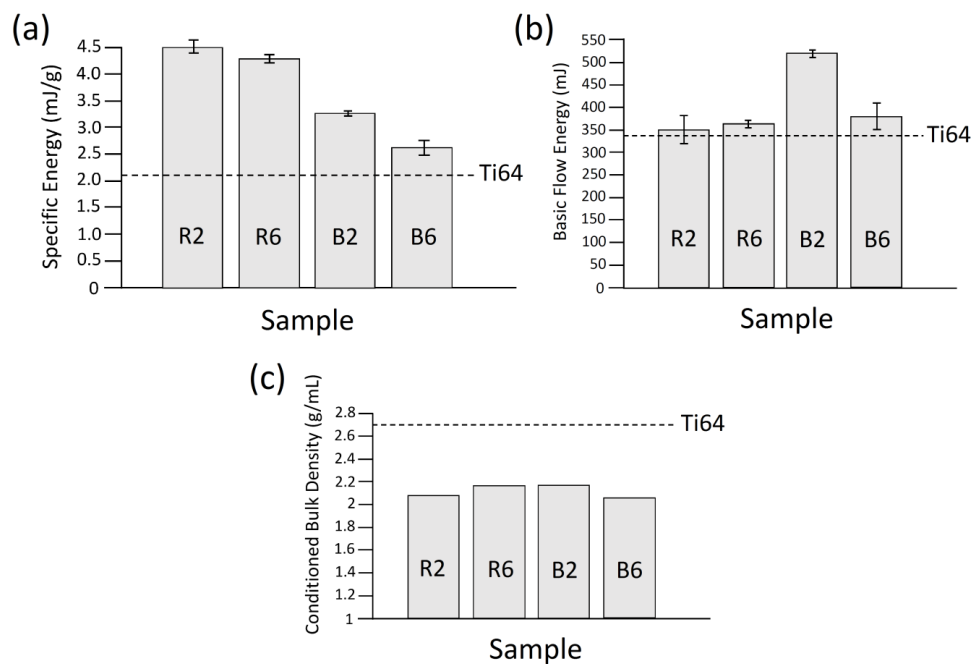 (a)
Specific Energy (mJ/g)
4.5
4.0
3.5
3.0
2.5
2.0
1.5
1.0
0.5
0
Ti64
R2
R6
B2
B6
Sample
(b)
Basic Flow Energy (mJ)
550
500
450
400
350
300
250
200
150
100
50
0
Ti64
R2
R6
B2
B6
Sample
(c)
Conditioned Bulk Density (g/mL)
2.8
2.6
2.4
2.2
2
1.8
1.6
1.4
1.2
1
Ti64
R2
R6
B2
B6
Sample